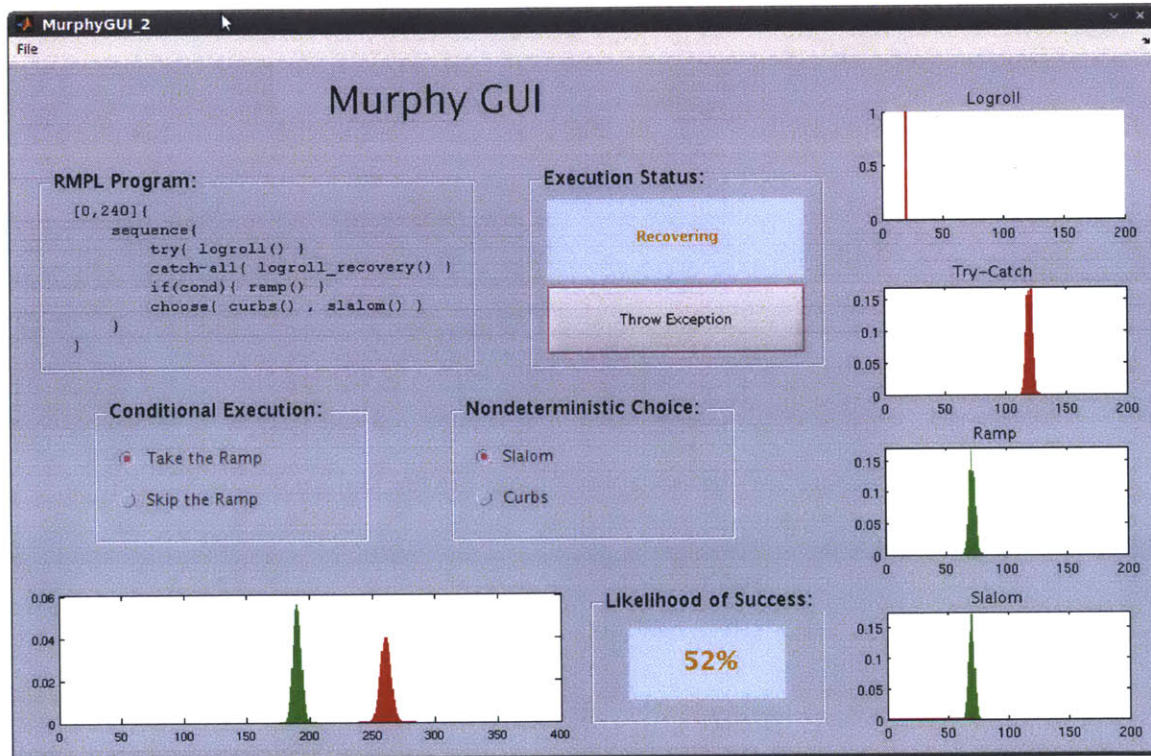 MurphyGUI_2
File
Murphy GUI
RMPL Program:
[0,240]{
sequence{
try{ logroll() }
catch-all{ logroll_recovery() }
if(cond){ ramp() }
choose{ curbs() , slalom() }
}
}
Execution Status:
Recovering
Throw Exception
Conditional Execution:
Take the Ramp
Skip the Ramp
Nondeterministic Choice:
Slalom
Curbs
0.06
0.04
0.02
0
0 50 100 150 200 250 300 350 400
Likelihood of Success:
52%
Logroll
1
0.5
0
0 50 100 150 200
Try-Catch
0.15
0.1
0.05
0
0 50 100 150 200
Ramp
0.15
0.1
0.05
0
0 50 100 150 200
Slalom
0.15
0.1
0.05
0
0 50 100 150 200